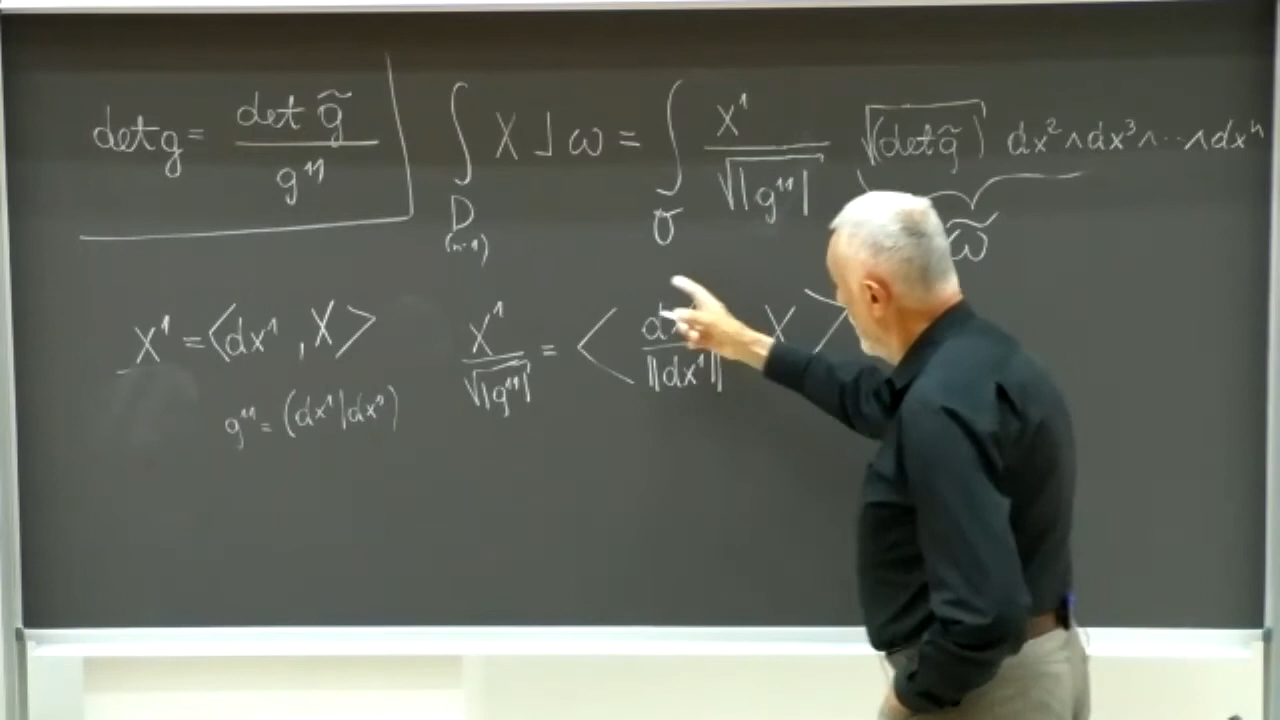 det g = det g̃ / g¹¹
∫_D₍ₙ₋₁₎ X ⌟ ω = ∫_σ X¹ / √|g¹¹| √(det g̃) dx² ∧ dx³ ∧ ⋯ ∧ dxⁿ
ω̃
X¹ = ⟨dx¹ , X⟩
X¹ / √|g¹¹| = ⟨ / ‖dx¹‖ X ⟩
g¹¹ = (dx¹|dx¹)